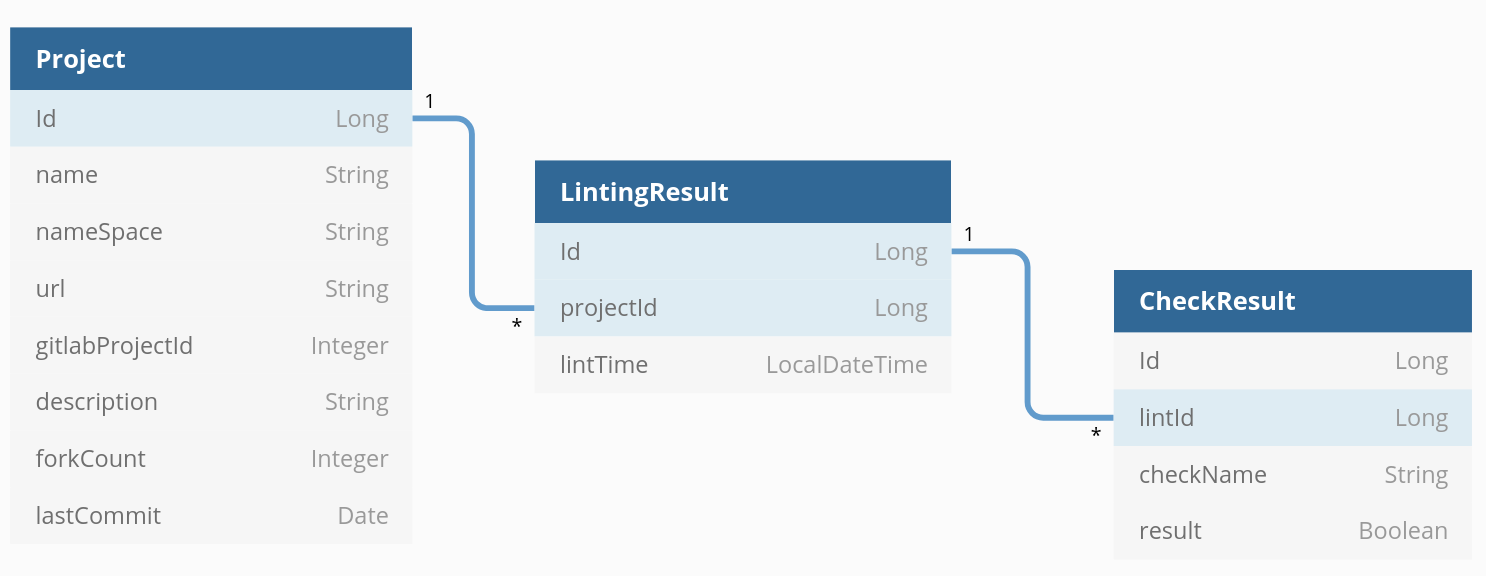 Project
Id Long
name String
nameSpace String
url String
gitlabProjectId Integer
description String
forkCount Integer
lastCommit Date
1
*
LintingResult
Id Long
projectId Long
lintTime LocalDateTime
1
*
CheckResult
Id Long
lintId Long
checkName String
result Boolean